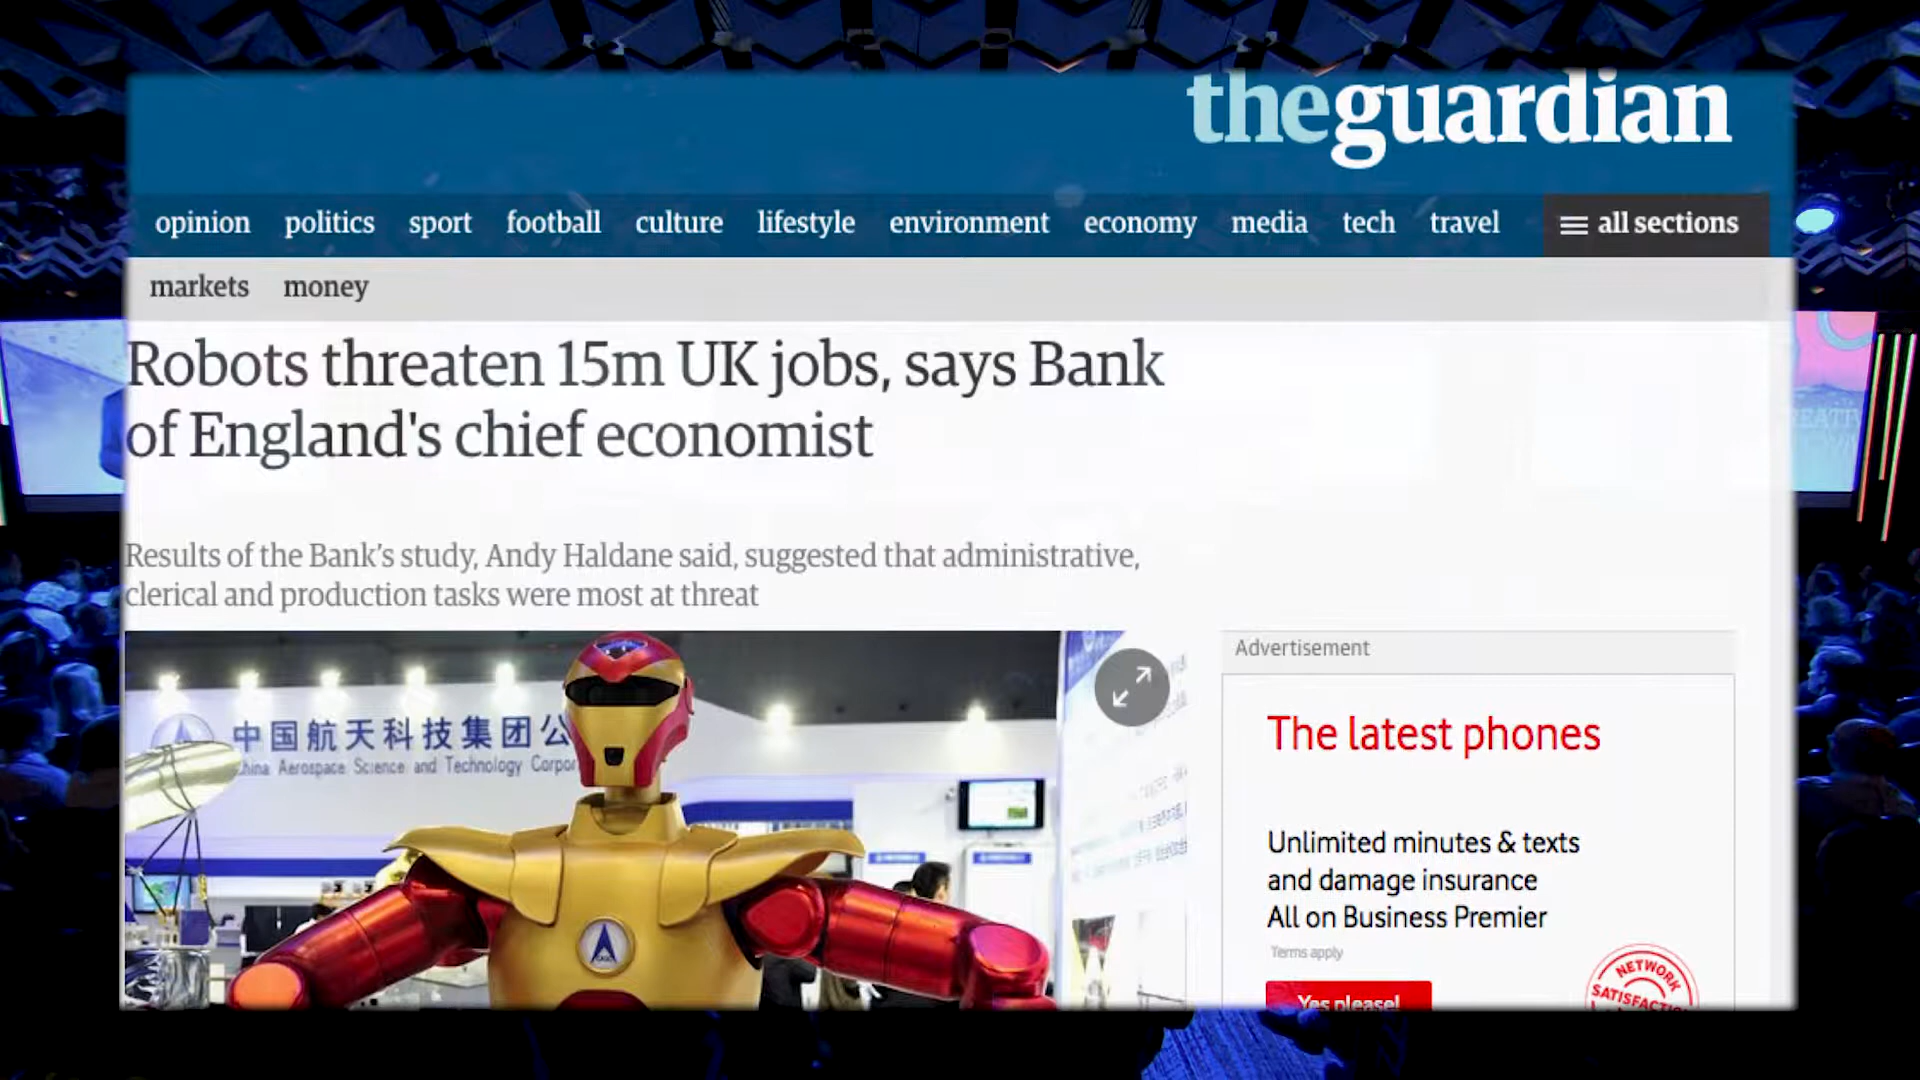 theguardian
opinion politics sport football culture lifestyle environment economy media tech travel all sections
markets money
Robots threaten 15m UK jobs, says Bank
of England's chief economist
Results of the Bank's study, Andy Haldane said, suggested that administrative,
clerical and production tasks were most at threat
中国航天科技集团公
China Aerospace Science and Technology Corpor
Advertisement
The latest phones
Unlimited minutes & texts
and damage insurance
All on Business Premier
Terms apply
Yes please!
NETWORK